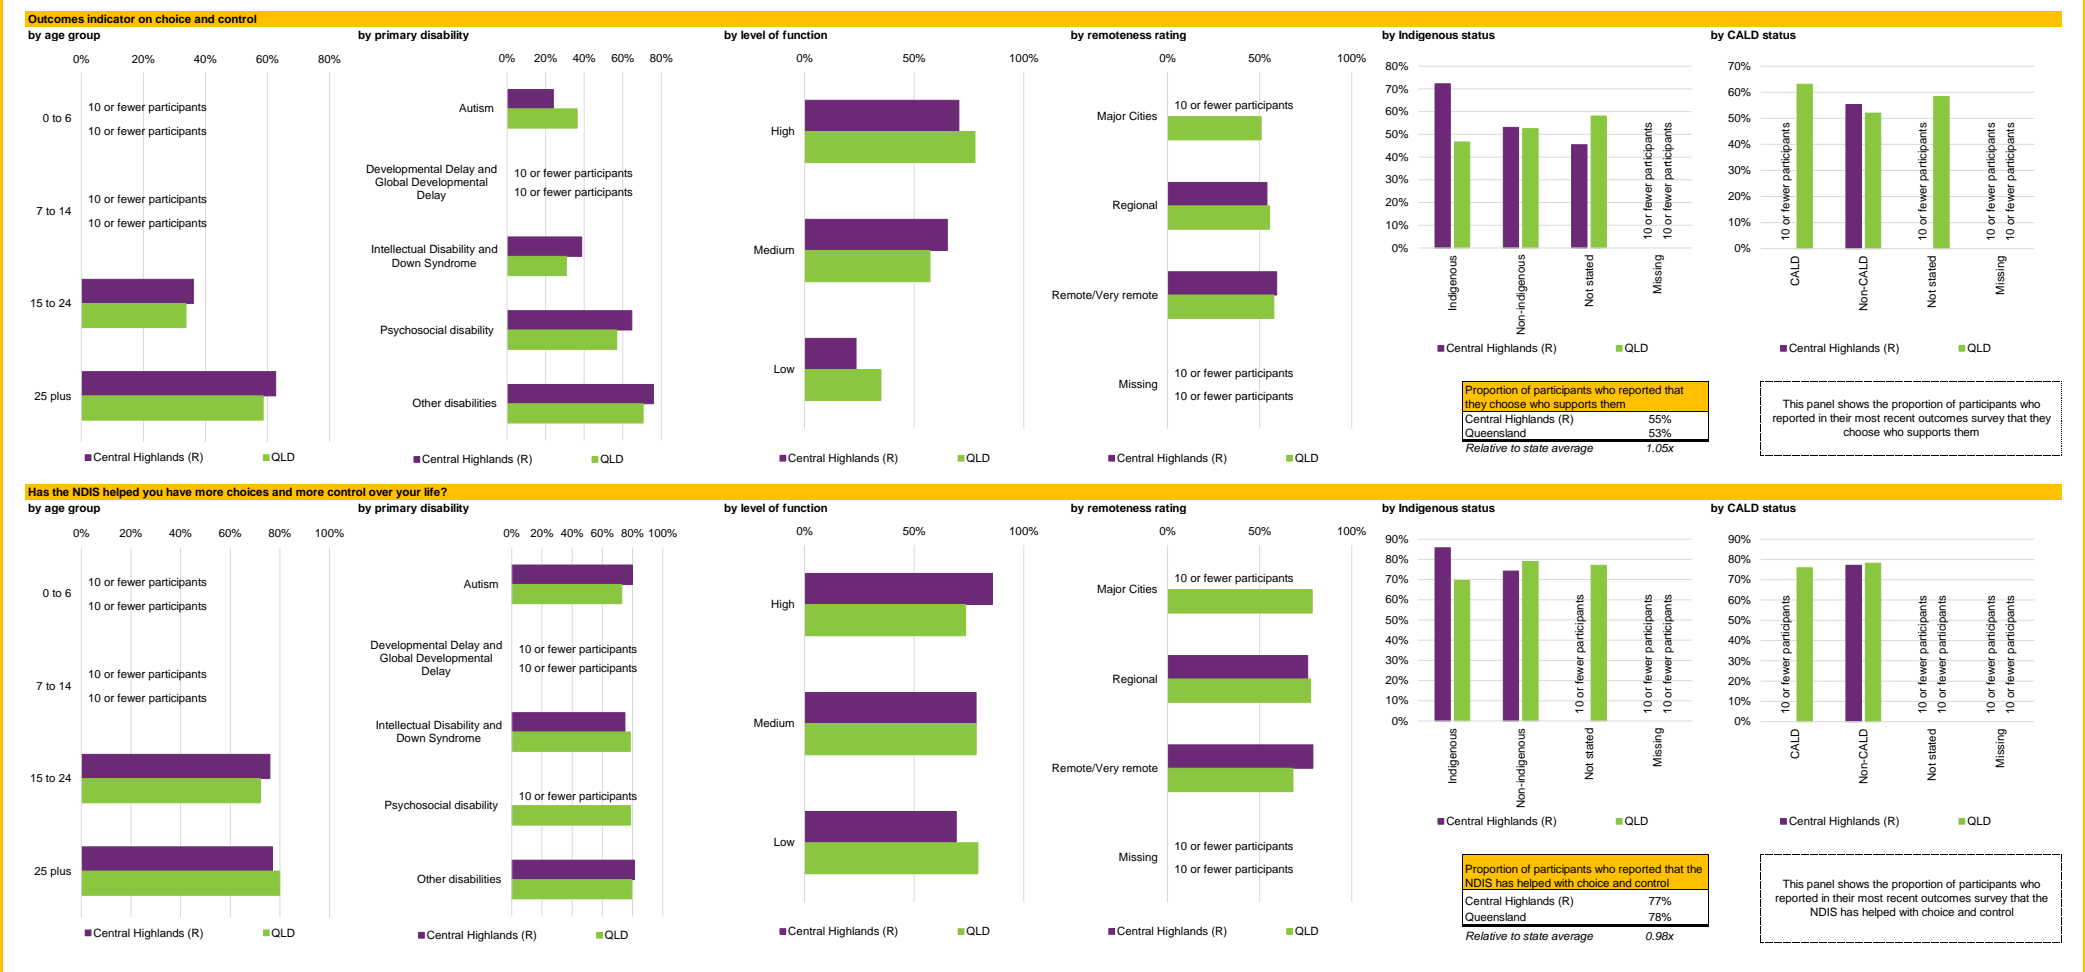 Outcomes indicator on choice and control
by age group
0%
20%
40%
60%
80%
0 to 6
10 or fewer participants
10 or fewer participants
7 to 14
10 or fewer participants
10 or fewer participants
15 to 24
25 plus
Central Highlands (R)
QLD
by primary disability
0%
20%
40%
60%
80%
Autism
Developmental Delay and
Global Developmental
Delay
10 or fewer participants
10 or fewer participants
Intellectual Disability and
Down Syndrome
Psychosocial disability
Other disabilities
Central Highlands (R)
QLD
by level of function
0%
50%
100%
High
Medium
Low
Central Highlands (R)
QLD
by remoteness rating
0%
50%
100%
Major Cities
10 or fewer participants
Regional
Remote/Very remote
Missing
10 or fewer participants
10 or fewer participants
Central Highlands (R)
QLD
by Indigenous status
80%
70%
60%
50%
40%
30%
20%
10%
0%
10 or fewer participants
10 or fewer participants
Indigenous
Non-indigenous
Not stated
Missing
Central Highlands (R)
QLD
by CALD status
70%
60%
50%
40%
30%
20%
10%
0%
10 or fewer participants
10 or fewer participants
10 or fewer participants
10 or fewer participants
CALD
Non-CALD
Not stated
Missing
Central Highlands (R)
QLD
Proportion of participants who reported that
they choose who supports them
Central Highlands (R) 55%
Queensland 53%
Relative to state average 1.05x
This panel shows the proportion of participants who
reported in their most recent outcomes survey that they
choose who supports them
Has the NDIS helped you have more choices and more control over your life?
by age group
0%
20%
40%
60%
80%
100%
0 to 6
10 or fewer participants
10 or fewer participants
7 to 14
10 or fewer participants
10 or fewer participants
15 to 24
25 plus
Central Highlands (R)
QLD
by primary disability
0%
20%
40%
60%
80%
100%
Autism
Developmental Delay and
Global Developmental
Delay
10 or fewer participants
10 or fewer participants
Intellectual Disability and
Down Syndrome
Psychosocial disability
10 or fewer participants
Other disabilities
Central Highlands (R)
QLD
by level of function
0%
50%
100%
High
Medium
Low
Central Highlands (R)
QLD
by remoteness rating
0%
50%
100%
Major Cities
10 or fewer participants
Regional
Remote/Very remote
Missing
10 or fewer participants
10 or fewer participants
Central Highlands (R)
QLD
by Indigenous status
90%
80%
70%
60%
50%
40%
30%
20%
10%
0%
10 or fewer participants
10 or fewer participants
10 or fewer participants
Indigenous
Non-indigenous
Not stated
Missing
Central Highlands (R)
QLD
by CALD status
90%
80%
70%
60%
50%
40%
30%
20%
10%
0%
10 or fewer participants
10 or fewer participants
10 or fewer participants
10 or fewer participants
10 or fewer participants
CALD
Non-CALD
Not stated
Missing
Central Highlands (R)
QLD
Proportion of participants who reported that the
NDIS has helped with choice and control
Central Highlands (R) 77%
Queensland 78%
Relative to state average 0.98x
This panel shows the proportion of participants who
reported in their most recent outcomes survey that the
NDIS has helped with choice and control